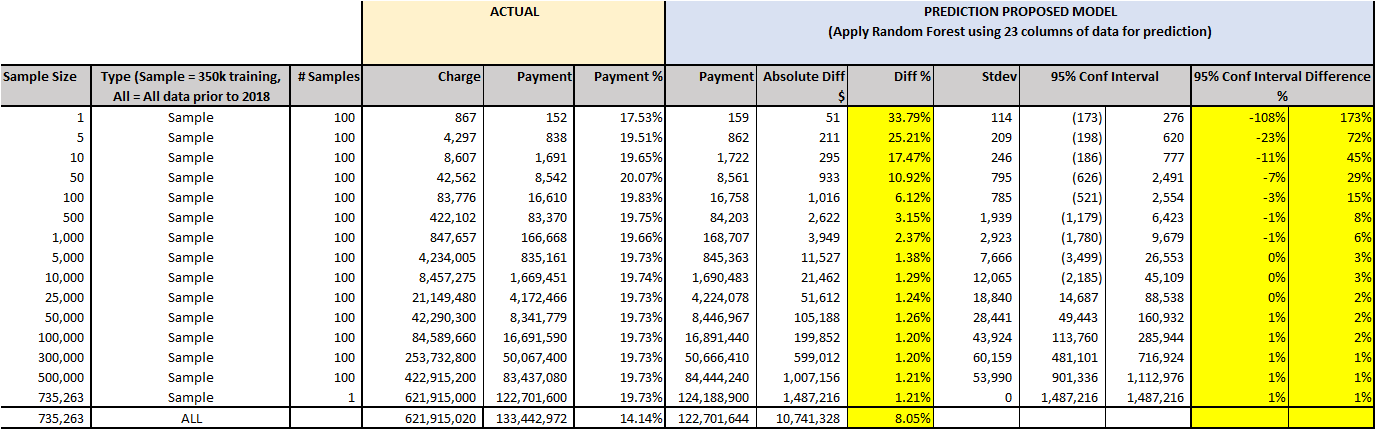 ACTUAL PREDICTION PROPOSED MODEL
(Apply Random Forest using 23 columns of data for prediction)
Sample Size Type (Sample = 350k training, # Samples Charge Payment Payment % Payment Absolute Diff Diff % Stdev 95% Conf Interval 95% Conf Interval Difference
All = All data prior to 2018 $ %
1 Sample 100 867 152 17.53% 159 51 33.79% 114 (173) 276 -108% 173%
5 Sample 100 4,297 838 19.51% 862 211 25.21% 209 (198) 620 -23% 72%
10 Sample 100 8,607 1,691 19.65% 1,722 295 17.47% 246 (186) 777 -11% 45%
50 Sample 100 42,562 8,542 20.07% 8,561 933 10.92% 795 (626) 2,491 -7% 29%
100 Sample 100 83,776 16,610 19.83% 16,758 1,016 6.12% 785 (521) 2,554 -3% 15%
500 Sample 100 422,102 83,370 19.75% 84,203 2,622 3.15% 1,939 (1,179) 6,423 -1% 8%
1,000 Sample 100 847,657 166,668 19.66% 168,707 3,949 2.37% 2,923 (1,780) 9,679 -1% 6%
5,000 Sample 100 4,234,005 835,161 19.73% 845,363 11,527 1.38% 7,666 (3,499) 26,553 0% 3%
10,000 Sample 100 8,457,275 1,669,451 19.74% 1,690,483 21,462 1.29% 12,065 (2,185) 45,109 0% 3%
25,000 Sample 100 21,149,480 4,172,466 19.73% 4,224,078 51,612 1.24% 18,840 14,687 88,538 0% 2%
50,000 Sample 100 42,290,300 8,341,779 19.73% 8,446,967 105,188 1.26% 28,441 49,443 160,932 1% 2%
100,000 Sample 100 84,589,660 16,691,590 19.73% 16,891,440 199,852 1.20% 43,924 113,760 285,944 1% 2%
300,000 Sample 100 253,732,800 50,067,400 19.73% 50,666,410 599,012 1.20% 60,159 481,101 716,924 1% 1%
500,000 Sample 100 422,915,200 83,437,080 19.73% 84,444,240 1,007,156 1.21% 53,990 901,336 1,112,976 1% 1%
735,263 Sample 1 621,915,000 122,701,600 19.73% 124,188,900 1,487,216 1.21% 0 1,487,216 1,487,216 1% 1%
735,263 ALL 621,915,020 133,442,972 14.14% 122,701,644 10,741,328 8.05%